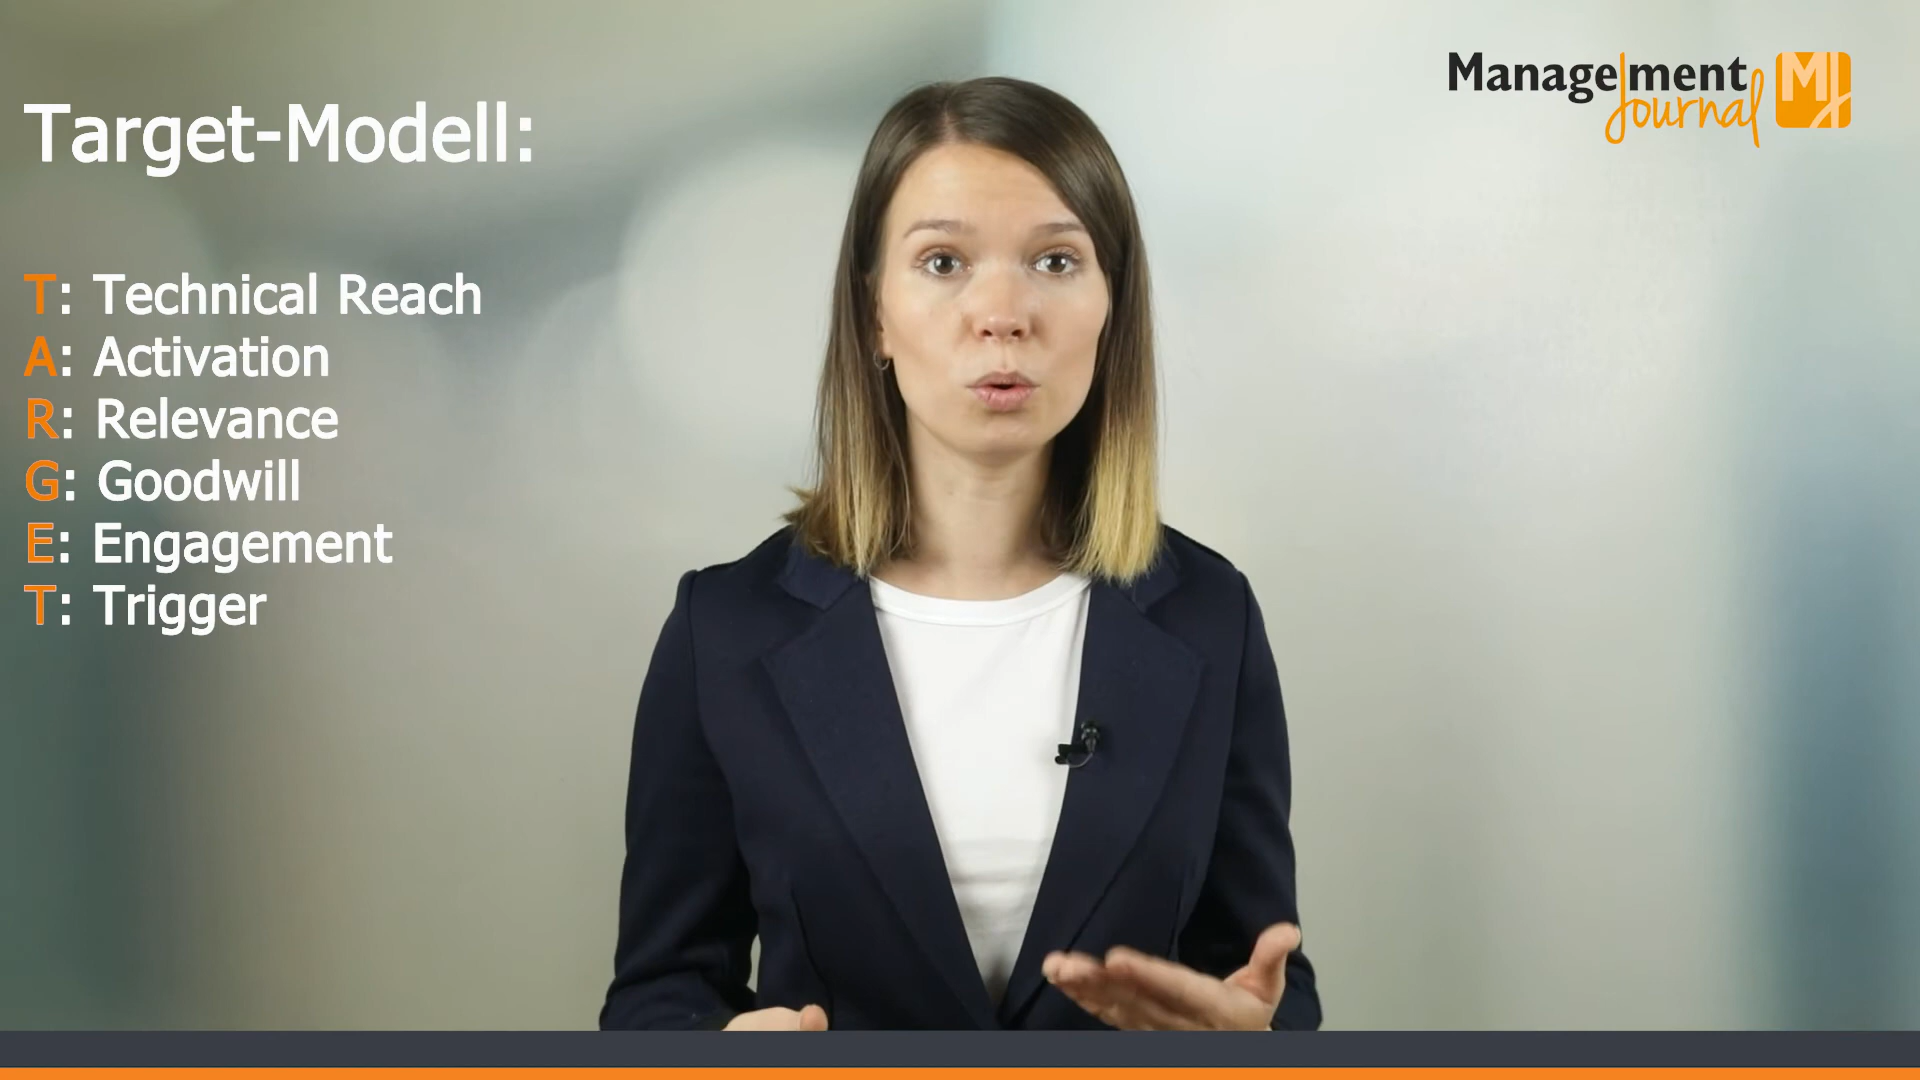 Management
Journal
MJ
Target-Modell:
T: Technical Reach
A: Activation
R: Relevance
G: Goodwill
E: Engagement
T: Trigger